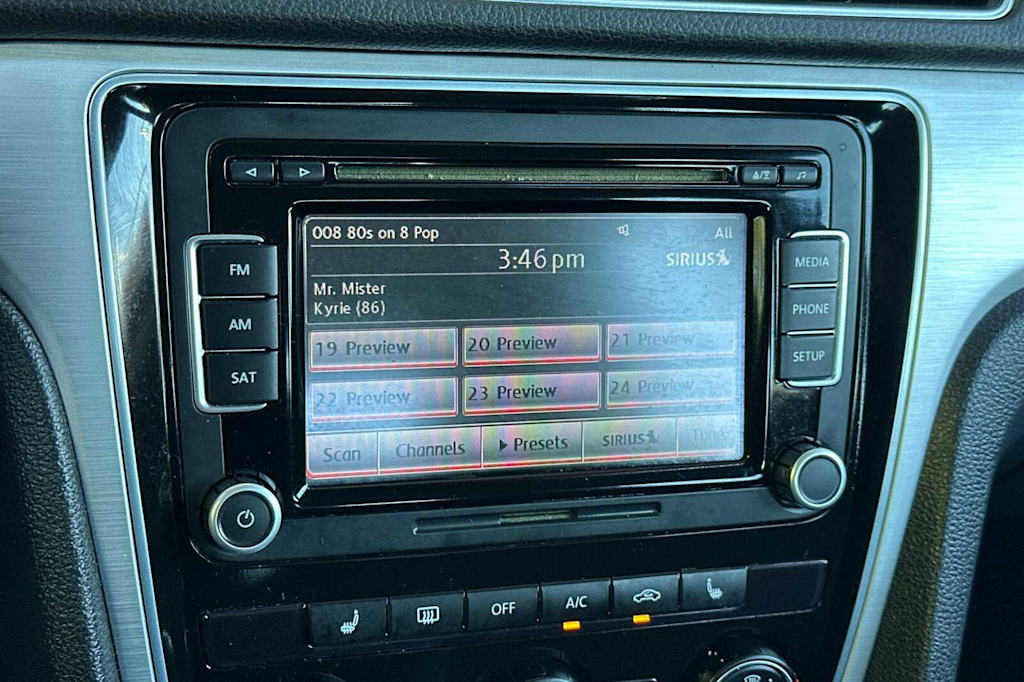 008 80s on 8 Pop All
3:46 pm SIRIUS
Mr. Mister
Kyrie (86)
19 Preview 20 Preview 21 Preview
22 Preview 23 Preview 24 Preview
Scan Channels Presets SIRIUS Tunes
FM
AM
SAT
MEDIA
PHONE
SETUP
OFF A/C